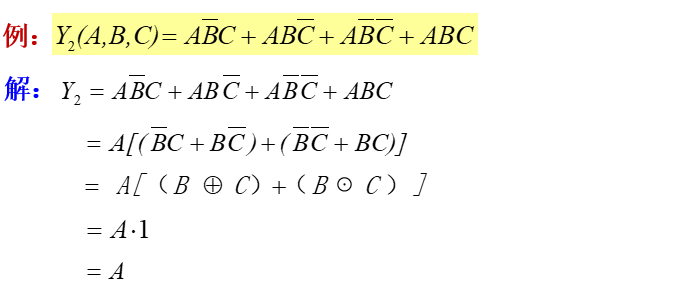 例：Y₂(A,B,C)= AB̅C + ABC̅ + AB̅C̅ + ABC
解：Y₂ = AB̅C + ABC̅ + AB̅C̅ + ABC
= A[(B̅C + BC̅)+(B̅C̅ + BC)]
= A[（B ⊕ C）+（B ⊙ C）]
= A·1
= A